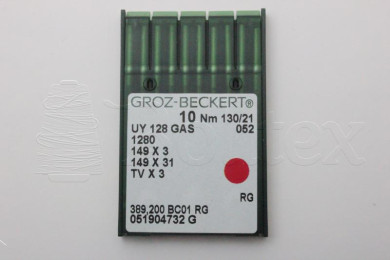 GROZ-BECKERT®
10 Nm 130/21
UY 128 GAS 052
1280
149 X 3
149 X 31
TV X 3
RG
389,200 BC01 RG
051904732 G